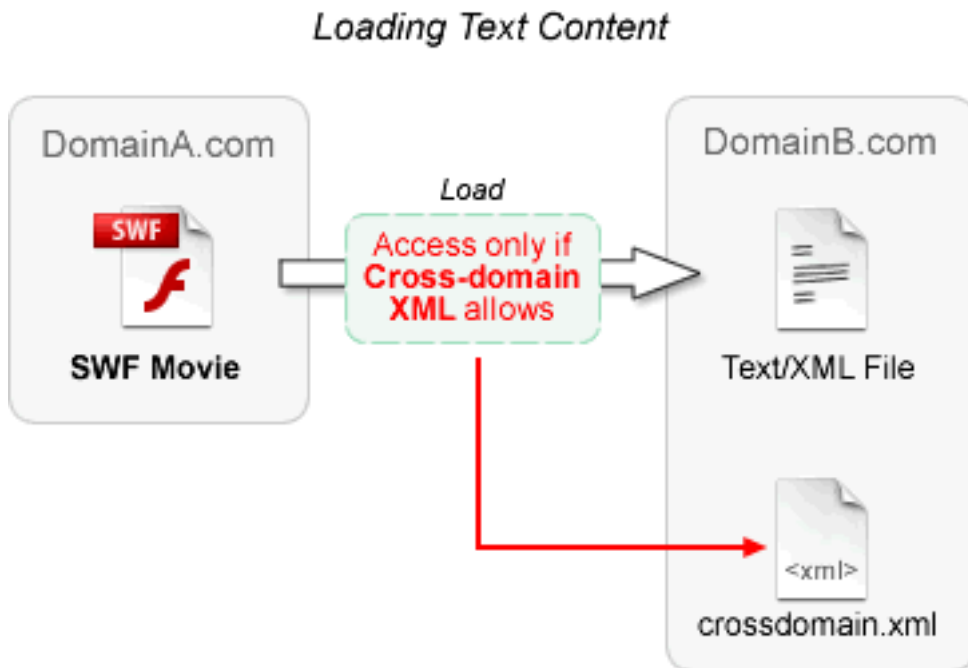 Loading Text Content
DomainA.com
SWF
SWF Movie
Load
Access only if
Cross-domain
XML allows
DomainB.com
Text/XML File
<xml>
crossdomain.xml